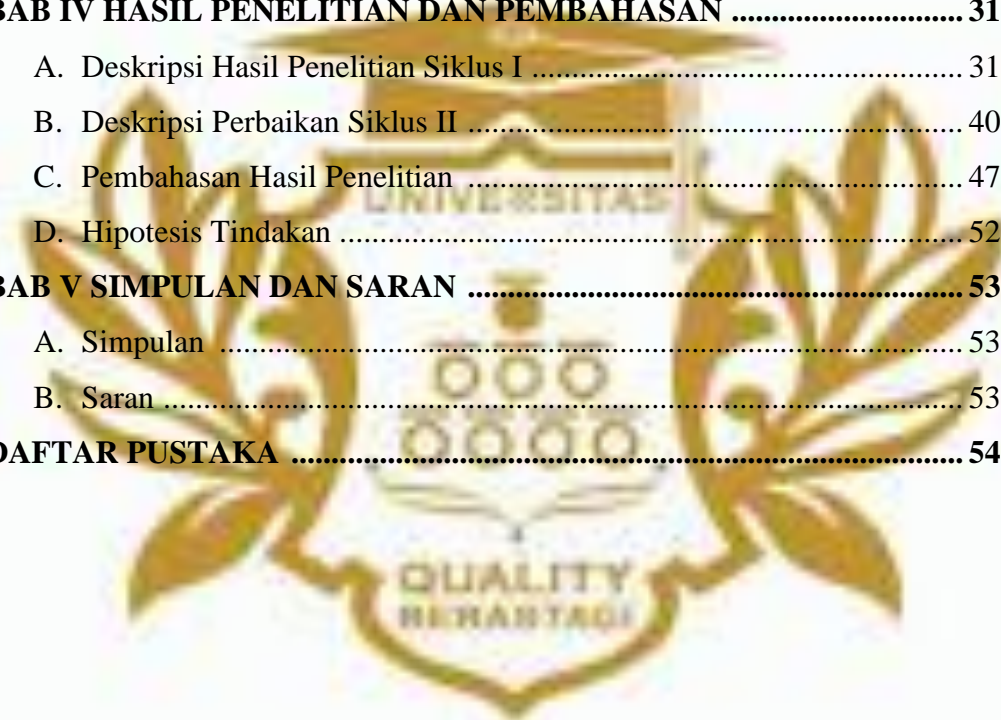 BAB IV HASIL PENELITIAN DAN PEMBAHASAN ............................. 31
A. Deskripsi Hasil Penelitian Siklus I ...................................................... 31
B. Deskripsi Perbaikan Siklus II .............................................................. 40
C. Pembahasan Hasil Penelitian .............................................................. 47
D. Hipotesis Tindakan .............................................................................. 52
BAB V SIMPULAN DAN SARAN .............................................................. 53
A. Simpulan ............................................................................................. 53
B. Saran .................................................................................................... 53
DAFTAR PUSTAKA .................................................................................... 54
UNIVERSITAS
QUALITY
BERASTAGI